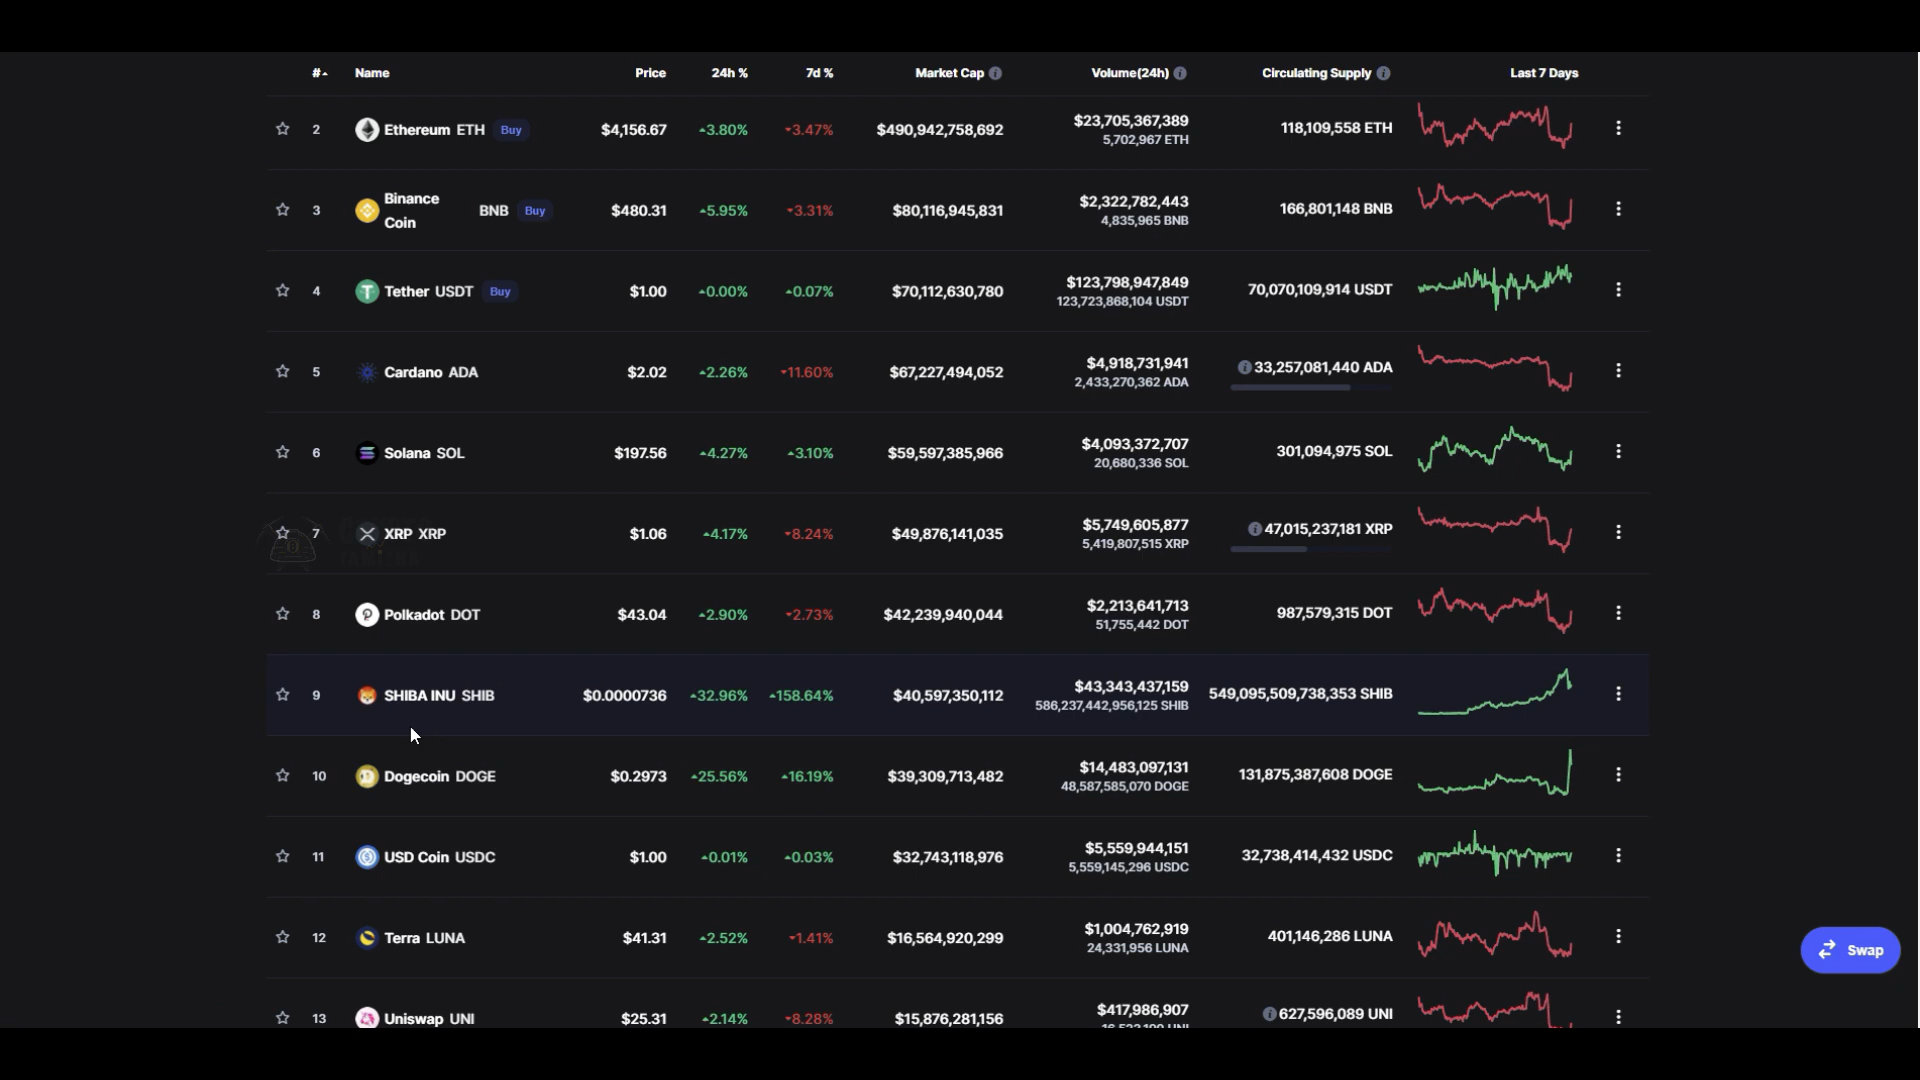 # Name Price 24h % 7d % Market Cap Volume(24h) Circulating Supply Last 7 Days
2 Ethereum ETH Buy $4,156.67 3.80% 3.47% $490,942,758,692 $23,705,367,389 118,109,558 ETH
5,702,967 ETH
3 Binance Coin BNB Buy $480.31 5.95% 3.31% $80,116,945,831 $2,322,782,443 166,801,148 BNB
4,835,965 BNB
4 Tether USDT Buy $1.00 0.00% 0.07% $70,112,630,780 $123,798,947,849 70,070,109,914 USDT
123,723,868,104 USDT
5 Cardano ADA $2.02 2.26% 11.60% $67,227,494,052 $4,918,731,941 33,257,081,440 ADA
2,433,270,362 ADA
6 Solana SOL $197.56 4.27% 3.10% $59,597,385,966 $4,093,372,707 301,094,975 SOL
20,680,336 SOL
7 XRP XRP $1.06 4.17% 8.24% $49,876,141,035 $5,749,605,877 47,015,237,181 XRP
5,419,807,515 XRP
8 Polkadot DOT $43.04 2.90% 2.73% $42,239,940,044 $2,213,641,713 987,579,315 DOT
51,755,442 DOT
9 SHIBA INU SHIB $0.0000736 32.96% 158.64% $40,597,350,112 $43,343,437,159 549,095,509,738,353 SHIB
586,237,442,956,125 SHIB
10 Dogecoin DOGE $0.2973 25.56% 16.19% $39,309,713,482 $14,483,097,131 131,875,387,608 DOGE
48,587,585,070 DOGE
11 USD Coin USDC $1.00 0.01% 0.03% $32,743,118,976 $5,559,944,151 32,738,414,432 USDC
5,559,145,296 USDC
12 Terra LUNA $41.31 2.52% 1.41% $16,564,920,299 $1,004,762,919 401,146,286 LUNA
24,331,956 LUNA
Swap
13 Uniswap UNI $25.31 2.14% 8.28% $15,876,281,156 $417,986,907 627,596,089 UNI